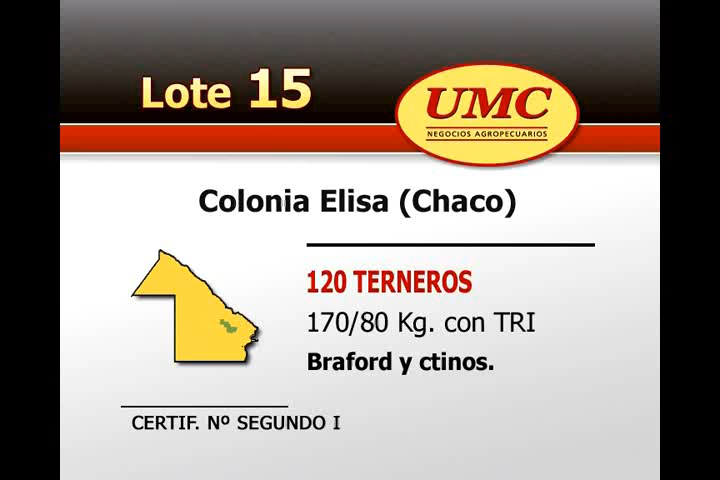 Lote 15
UMC
NEGOCIOS AGROPECUARIOS
Colonia Elisa (Chaco)
120 TERNEROS
170/80 Kg. con TRI
Braford y ctinos.
CERTIF. Nº SEGUNDO I